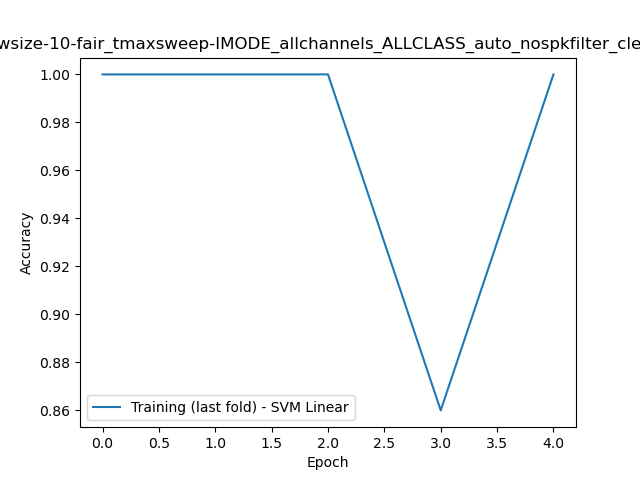 wsize-10-fair_tmaxsweep-IMODE_allchannels_ALLCLASS_auto_nospkfilter_cle
1.00
0.98
0.96
0.94
0.92
0.90
0.88
0.86
Accuracy
Training (last fold) - SVM Linear
0.0 0.5 1.0 1.5 2.0 2.5 3.0 3.5 4.0
Epoch